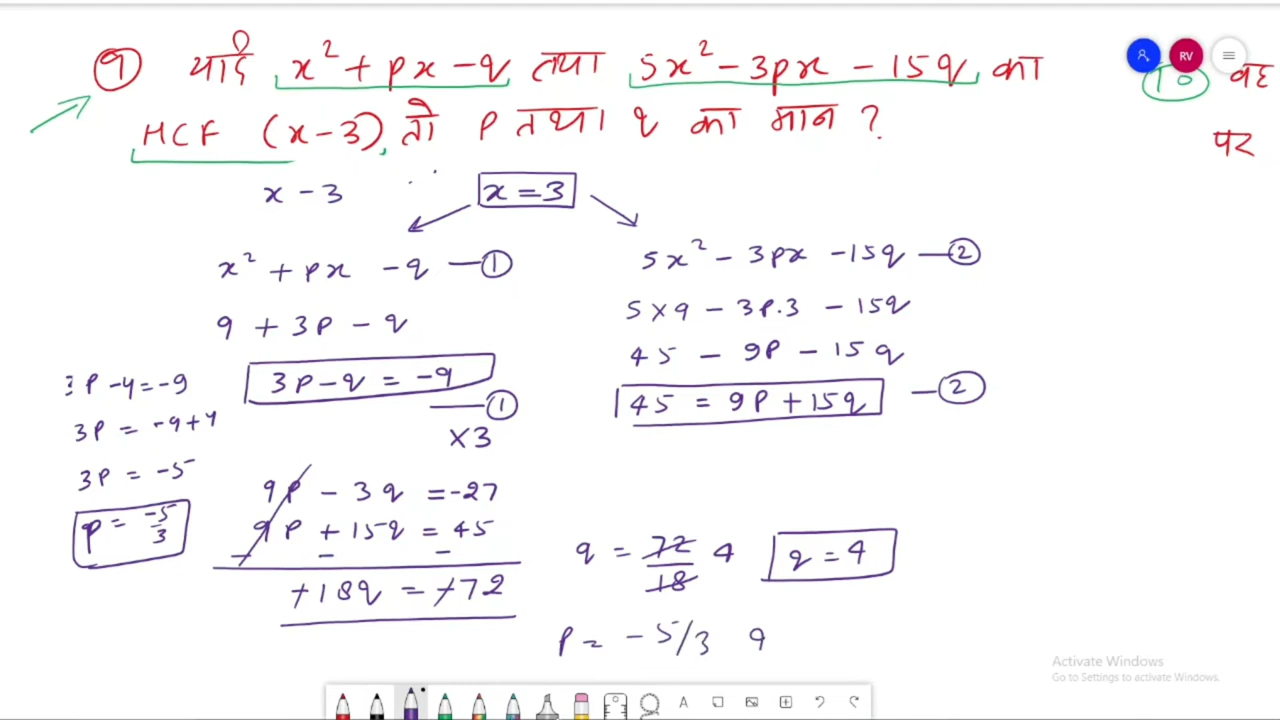 9 यदि x² + px - q तथा 5x² - 3px - 15q का
HCF (x-3), तो P तथा q का मान ?
10 वह
पर
RV
x - 3
x = 3
x² + px - q — 1
9 + 3P - q
3P - q = -9
— 1
×3
5x² - 3px - 15q — 2
5 × 9 - 3P.3 - 15q
45 - 9P - 15q
45 = 9P + 15q — 2
3P - 4 = -9
3P = -9 + 4
3P = -5
P = -5/3
9P - 3q = -27
9P + 15q = 45
- - -
+18q = +72
q = 72/18 4
q = 4
P = -5/3 9
Activate Windows
Go to Settings to activate Windows.
A